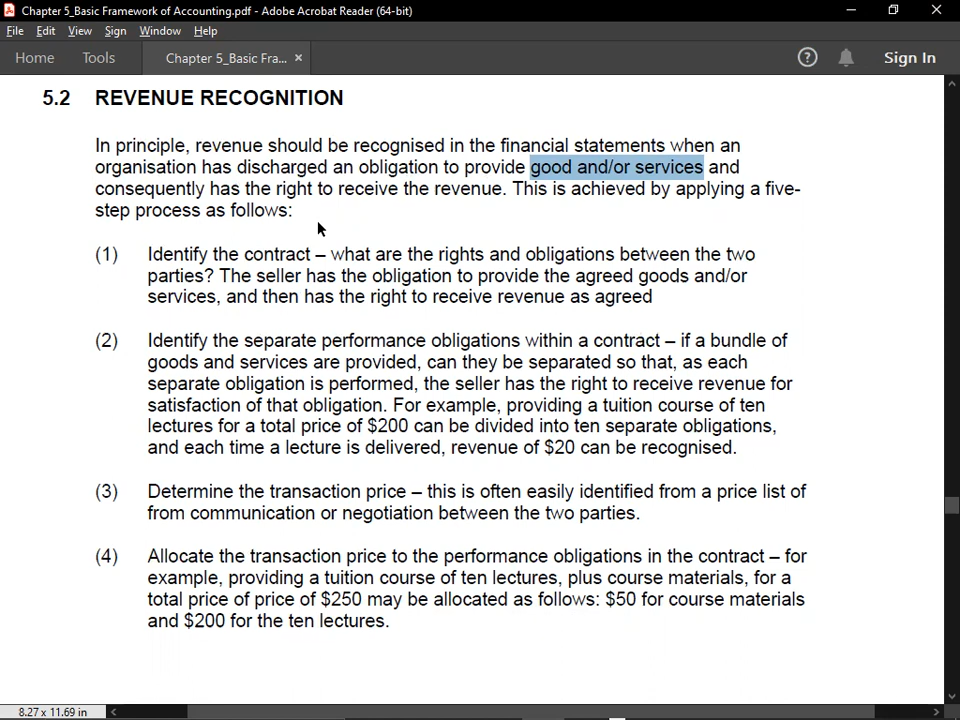 Chapter 5_Basic Framework of Accounting.pdf - Adobe Acrobat Reader (64-bit)
File Edit View Sign Window Help
Home Tools Chapter 5_Basic Fra... × ? Sign In
5.2 REVENUE RECOGNITION
In principle, revenue should be recognised in the financial statements when an
organisation has discharged an obligation to provide good and/or services and
consequently has the right to receive the revenue. This is achieved by applying a five-
step process as follows:
(1) Identify the contract – what are the rights and obligations between the two
parties? The seller has the obligation to provide the agreed goods and/or
services, and then has the right to receive revenue as agreed
(2) Identify the separate performance obligations within a contract – if a bundle of
goods and services are provided, can they be separated so that, as each
separate obligation is performed, the seller has the right to receive revenue for
satisfaction of that obligation. For example, providing a tuition course of ten
lectures for a total price of $200 can be divided into ten separate obligations,
and each time a lecture is delivered, revenue of $20 can be recognised.
(3) Determine the transaction price – this is often easily identified from a price list of
from communication or negotiation between the two parties.
(4) Allocate the transaction price to the performance obligations in the contract – for
example, providing a tuition course of ten lectures, plus course materials, for a
total price of price of $250 may be allocated as follows: $50 for course materials
and $200 for the ten lectures.
8.27 x 11.69 in